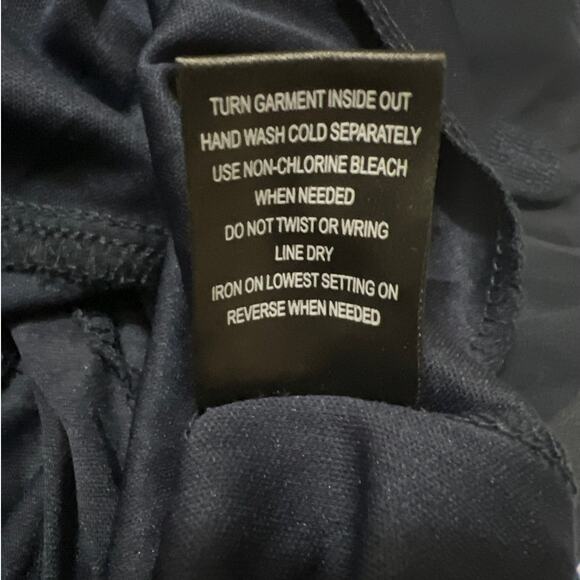 TURN GARMENT INSIDE OUT
HAND WASH COLD SEPARATELY
USE NON-CHLORINE BLEACH
WHEN NEEDED
DO NOT TWIST OR WRING
LINE DRY
IRON ON LOWEST SETTING ON
REVERSE WHEN NEEDED